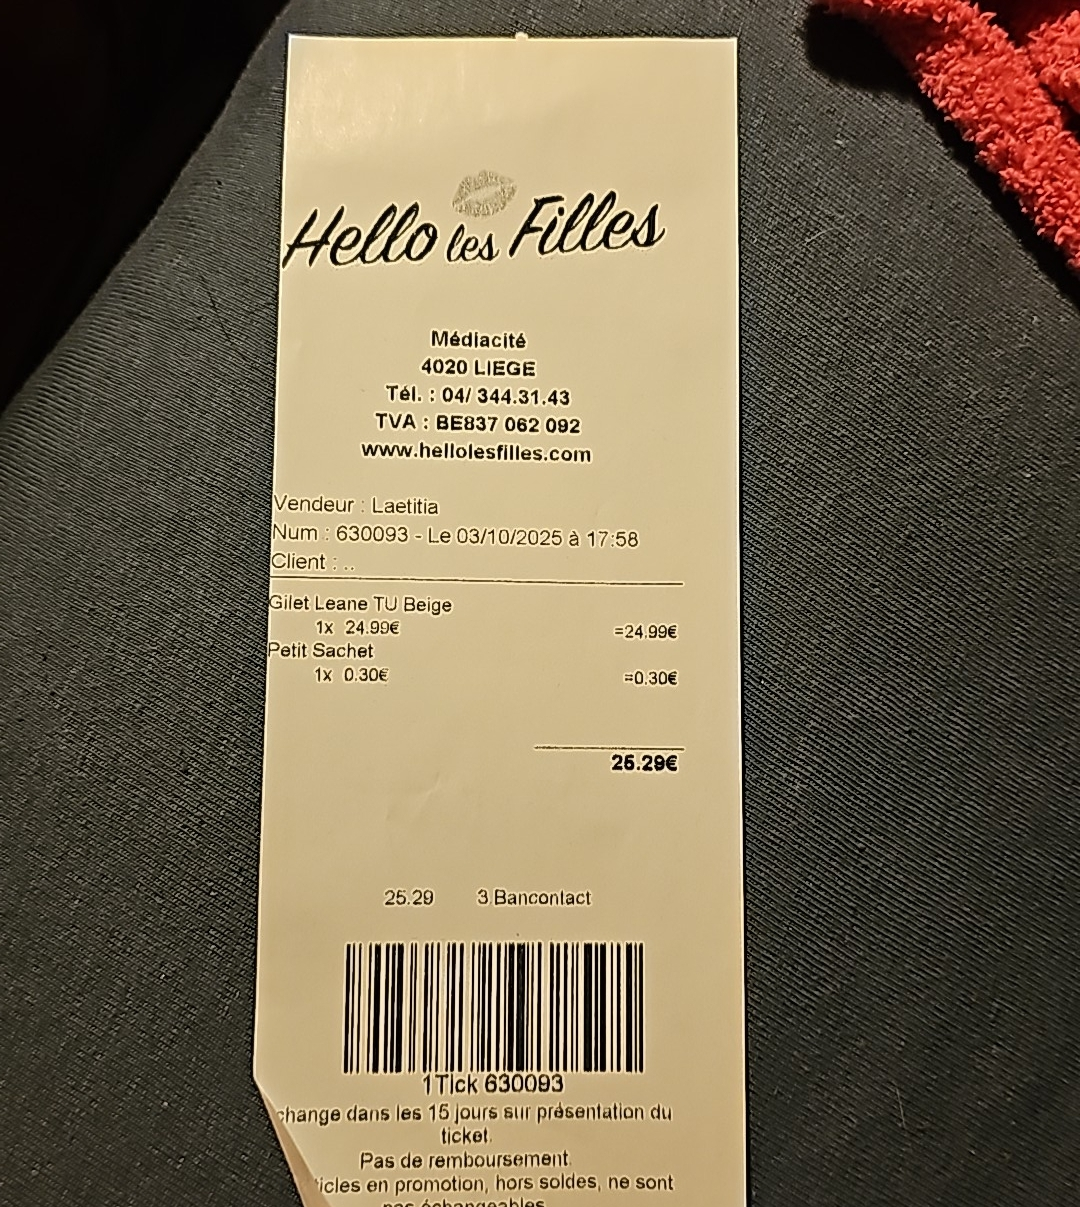 Hello les Filles
Médiacité
4020 LIEGE
Tél. : 04/ 344.31.43
TVA : BE837 062 092
www.hellolesfilles.com
Vendeur : Laetitia
Num : 630093 - Le 03/10/2025 à 17:58
Client : ..
Gilet Leane TU Beige
1x 24.99€ =24.99€
Petit Sachet
1x 0.30€ =0.30€
25.29€
25.29 3 Bancontact
1Tick 630093
change dans les 15 jours sur présentation du
ticket.
Pas de remboursement.
icles en promotion, hors soldes, ne sont
pas échangeables